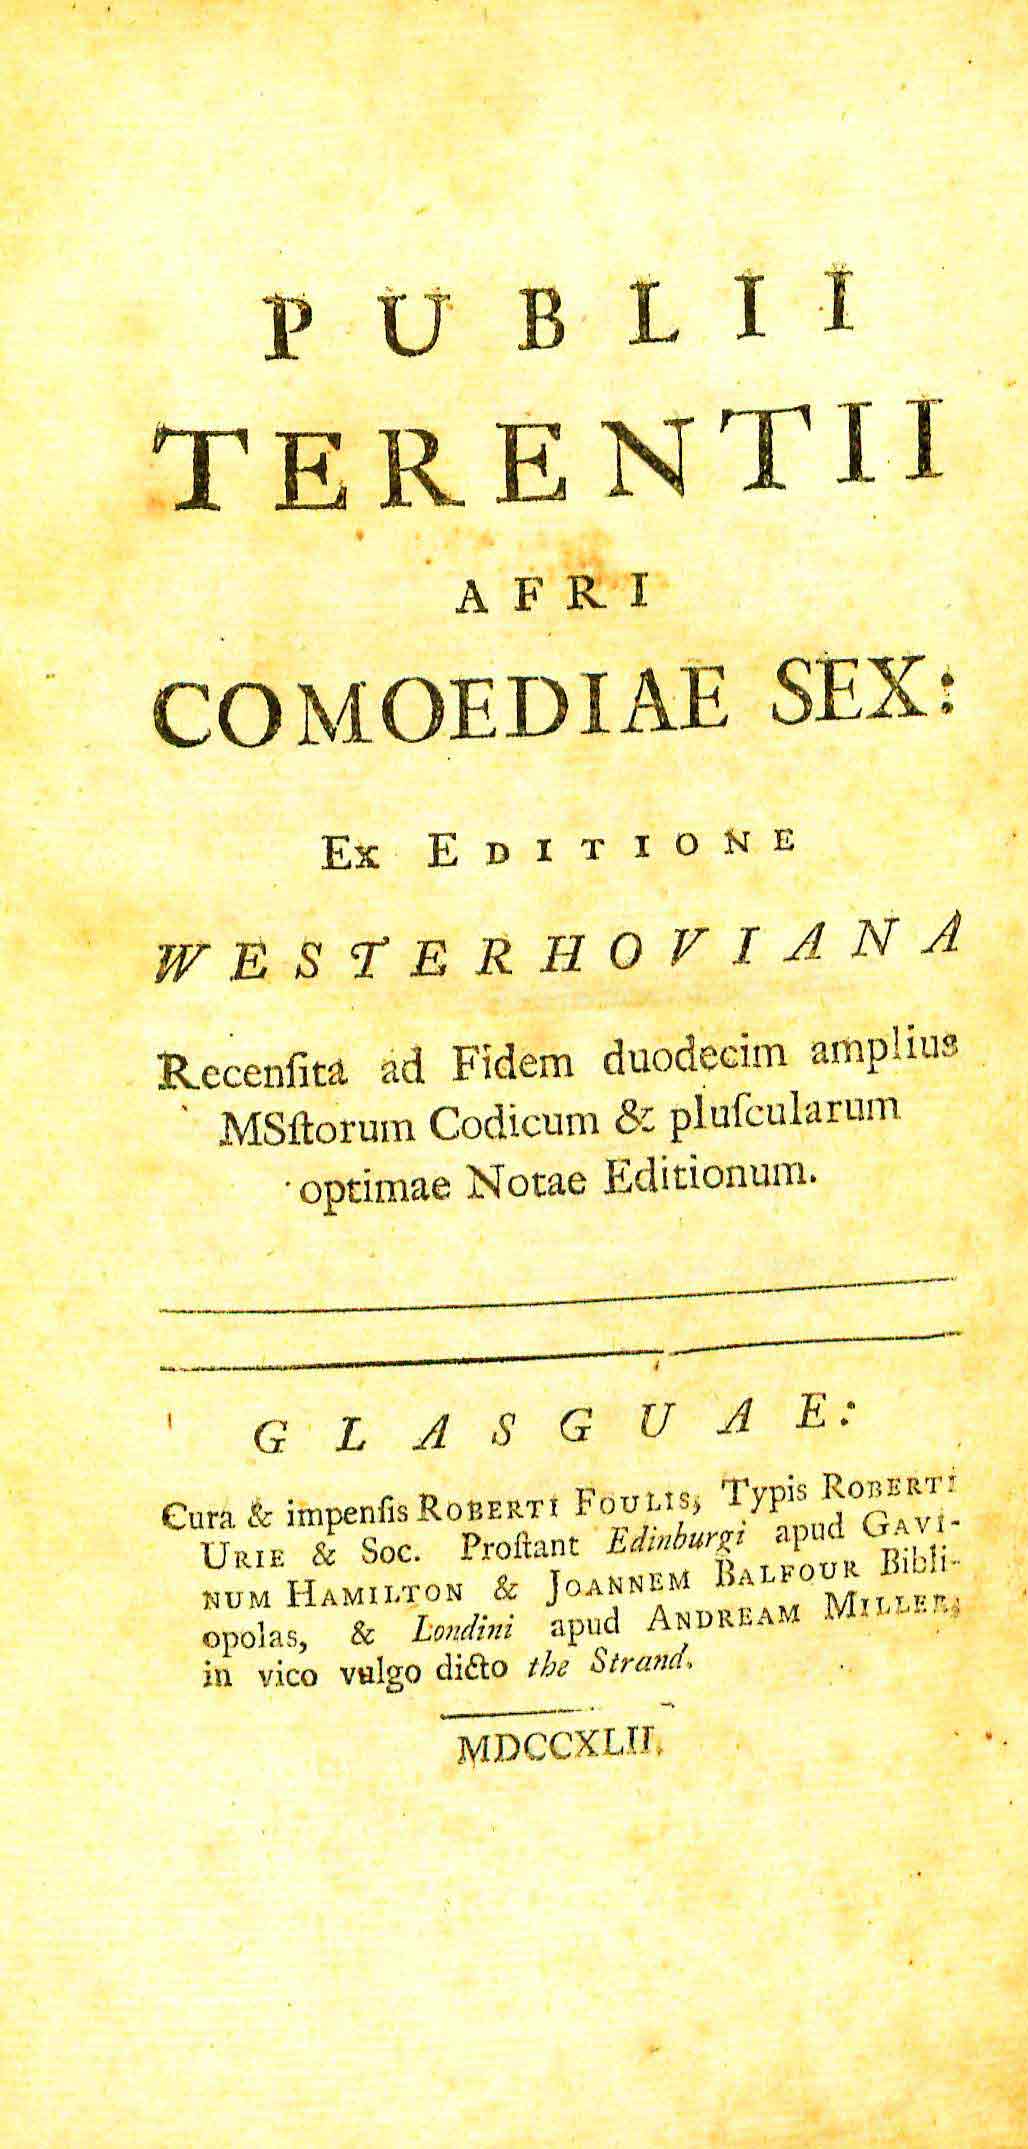 PUBLII
TERENTII
AFRI
COMOEDIAE SEX:
EX EDITIONE
WESTERHOVIANA
Recenſita ad Fidem duodecim amplius
MSſtorum Codicum & pluſcularum
optimae Notae Editionum.
GLASGUAE:
Cura & impenſis ROBERTI FOULIS, Typis ROBERTI
URIE & Soc. Proſtant Edinburgi apud GAVI-
NUM HAMILTON & JOANNEM BALFOUR Bibli-
opolas, & Londini apud ANDREAM MILLER,
in vico vulgo dicto the Strand.
MDCCXLII.